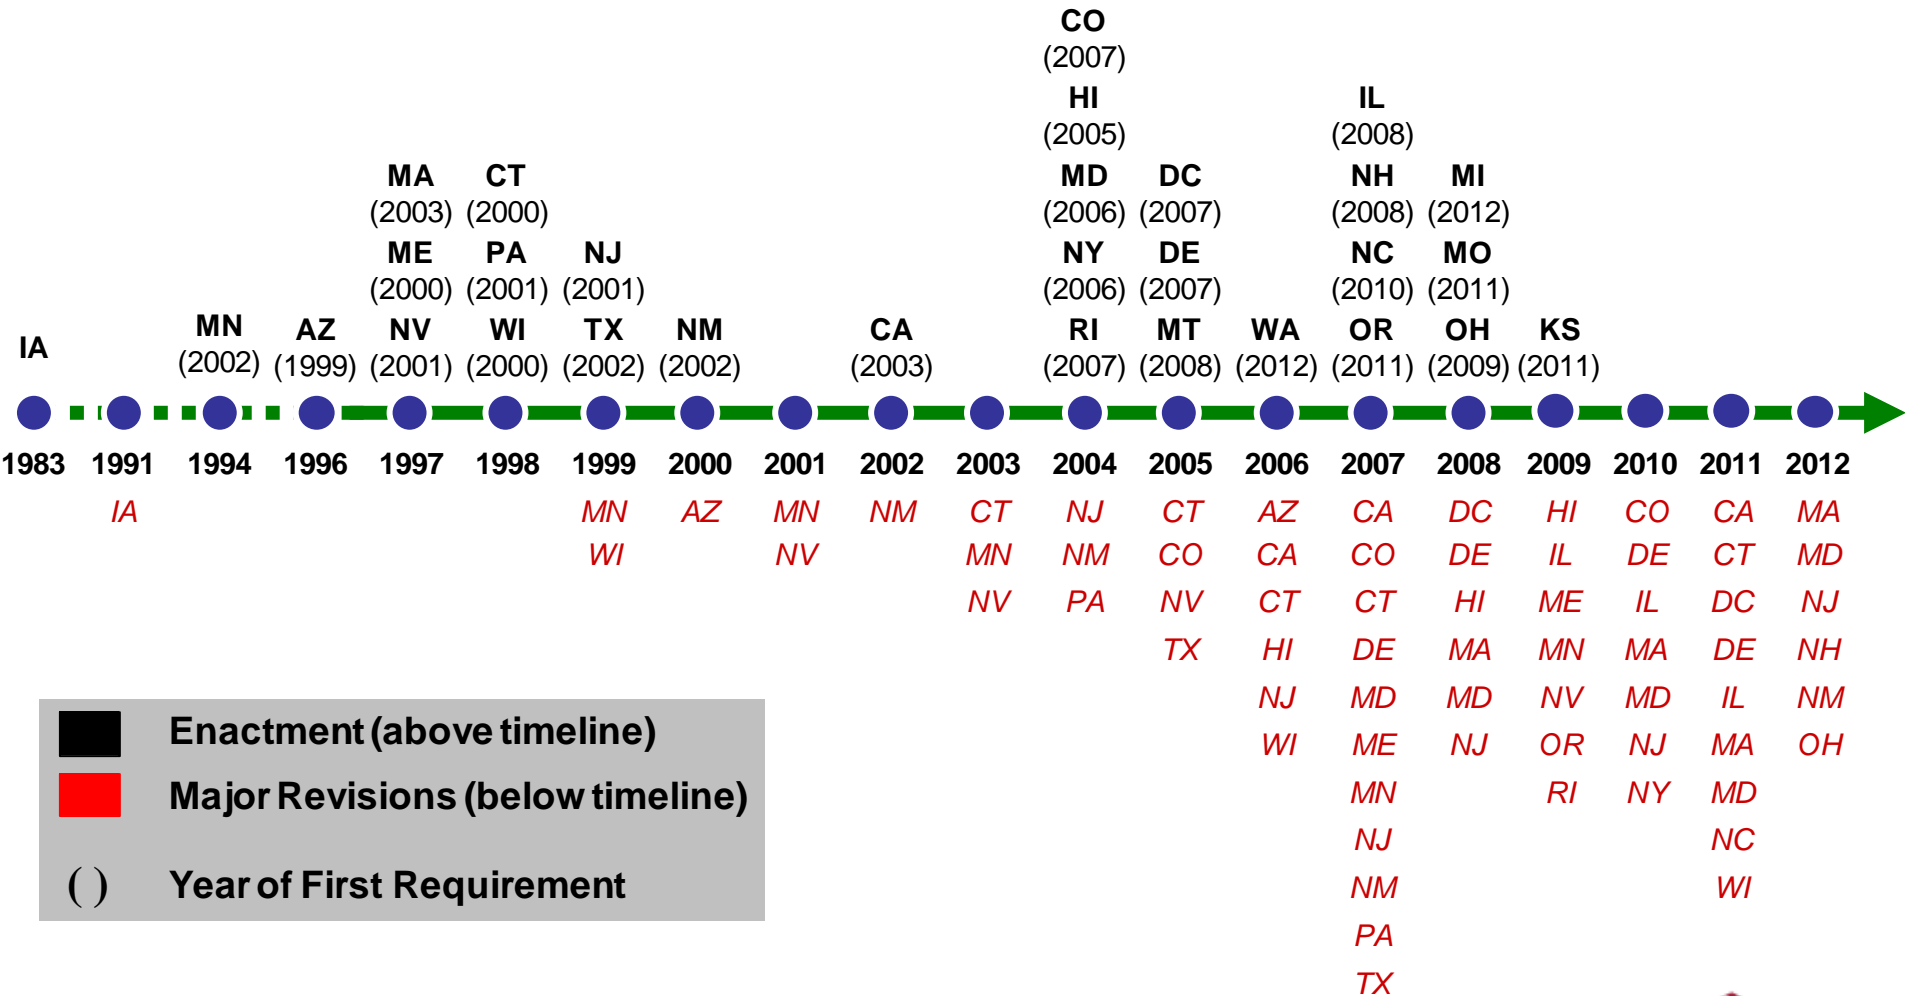 CO
(2007)
HI IL
(2005) (2008)
MA CT MD DC NH MI
(2003) (2000) (2006) (2007) (2008) (2012)
ME PA NJ NY DE NC MO
(2000) (2001) (2001) (2006) (2007) (2010) (2011)
IA MN AZ NV WI TX NM CA RI MT WA OR OH KS
(2002) (1999) (2001) (2000) (2002) (2002) (2003) (2007) (2008) (2012) (2011) (2009) (2011)
1983 1991 1994 1996 1997 1998 1999 2000 2001 2002 2003 2004 2005 2006 2007 2008 2009 2010 2011 2012
IA MN AZ MN NM CT NJ CT AZ CA DC HI CO CA MA
WI NV MN NM CO CA CO DE IL DE CT MD
NV PA NV CT CT HI ME IL DC NJ
TX HI DE MA MN MA DE NH
NJ MD MD NV MD IL NM
WI ME NJ OR NJ MA OH
MN RI NY MD
NJ NC
NM WI
PA
TX
Enactment (above timeline)
Major Revisions (below timeline)
( ) Year of First Requirement